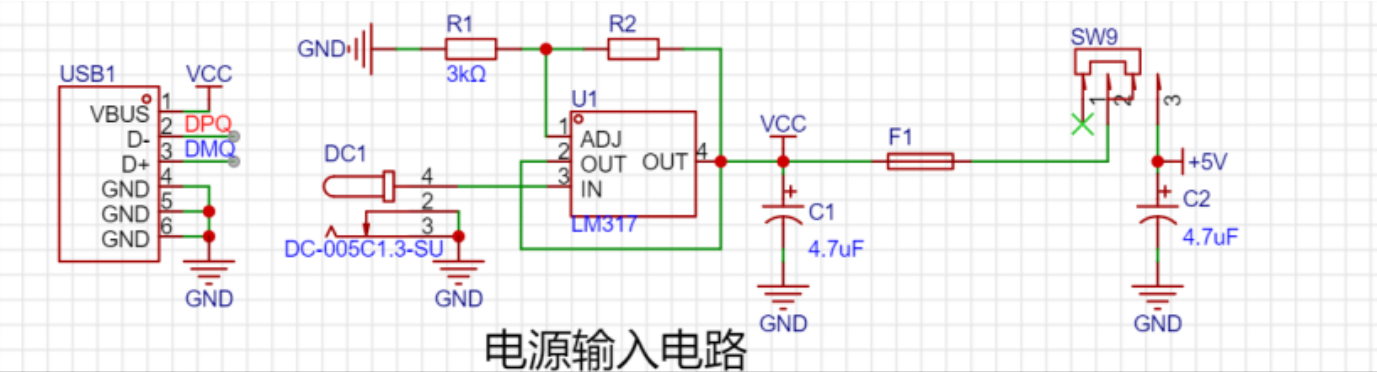 USB1
VCC
VBUS 1
D- 2 DPQ
D+ 3 DMQ
GND 4
GND 5
GND 6
GND
GND
R1
3kΩ
R2
DC1
4
2
3
DC-005C1.3-SU
GND
U1
1 ADJ
2 OUT
3 IN
OUT 4
LM317
VCC
C1
4.7uF
GND
F1
SW9
1
2
3
+5V
C2
4.7uF
GND
电源输入电路